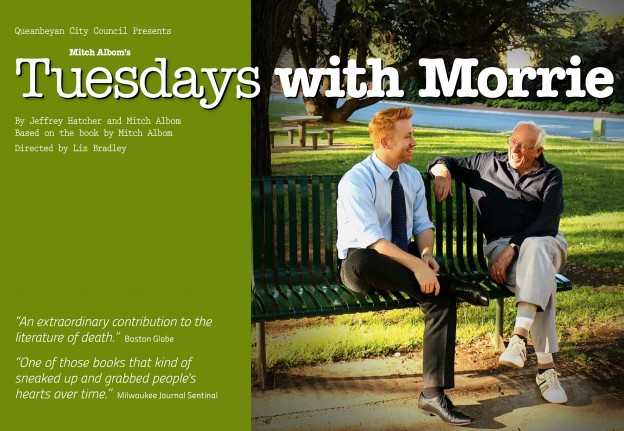 Queanbeyan City Council Presents
Mitch Albom's
Tuesdays with Morrie
By Jeffrey Hatcher and Mitch Albom
Based on the book by Mitch Albom
Directed by Liz Bradley
“An extraordinary contribution to the
literature of death.” Boston Globe
“One of those books that kind of
sneaked up and grabbed people's
hearts over time.” Milwaukee Journal Sentinal